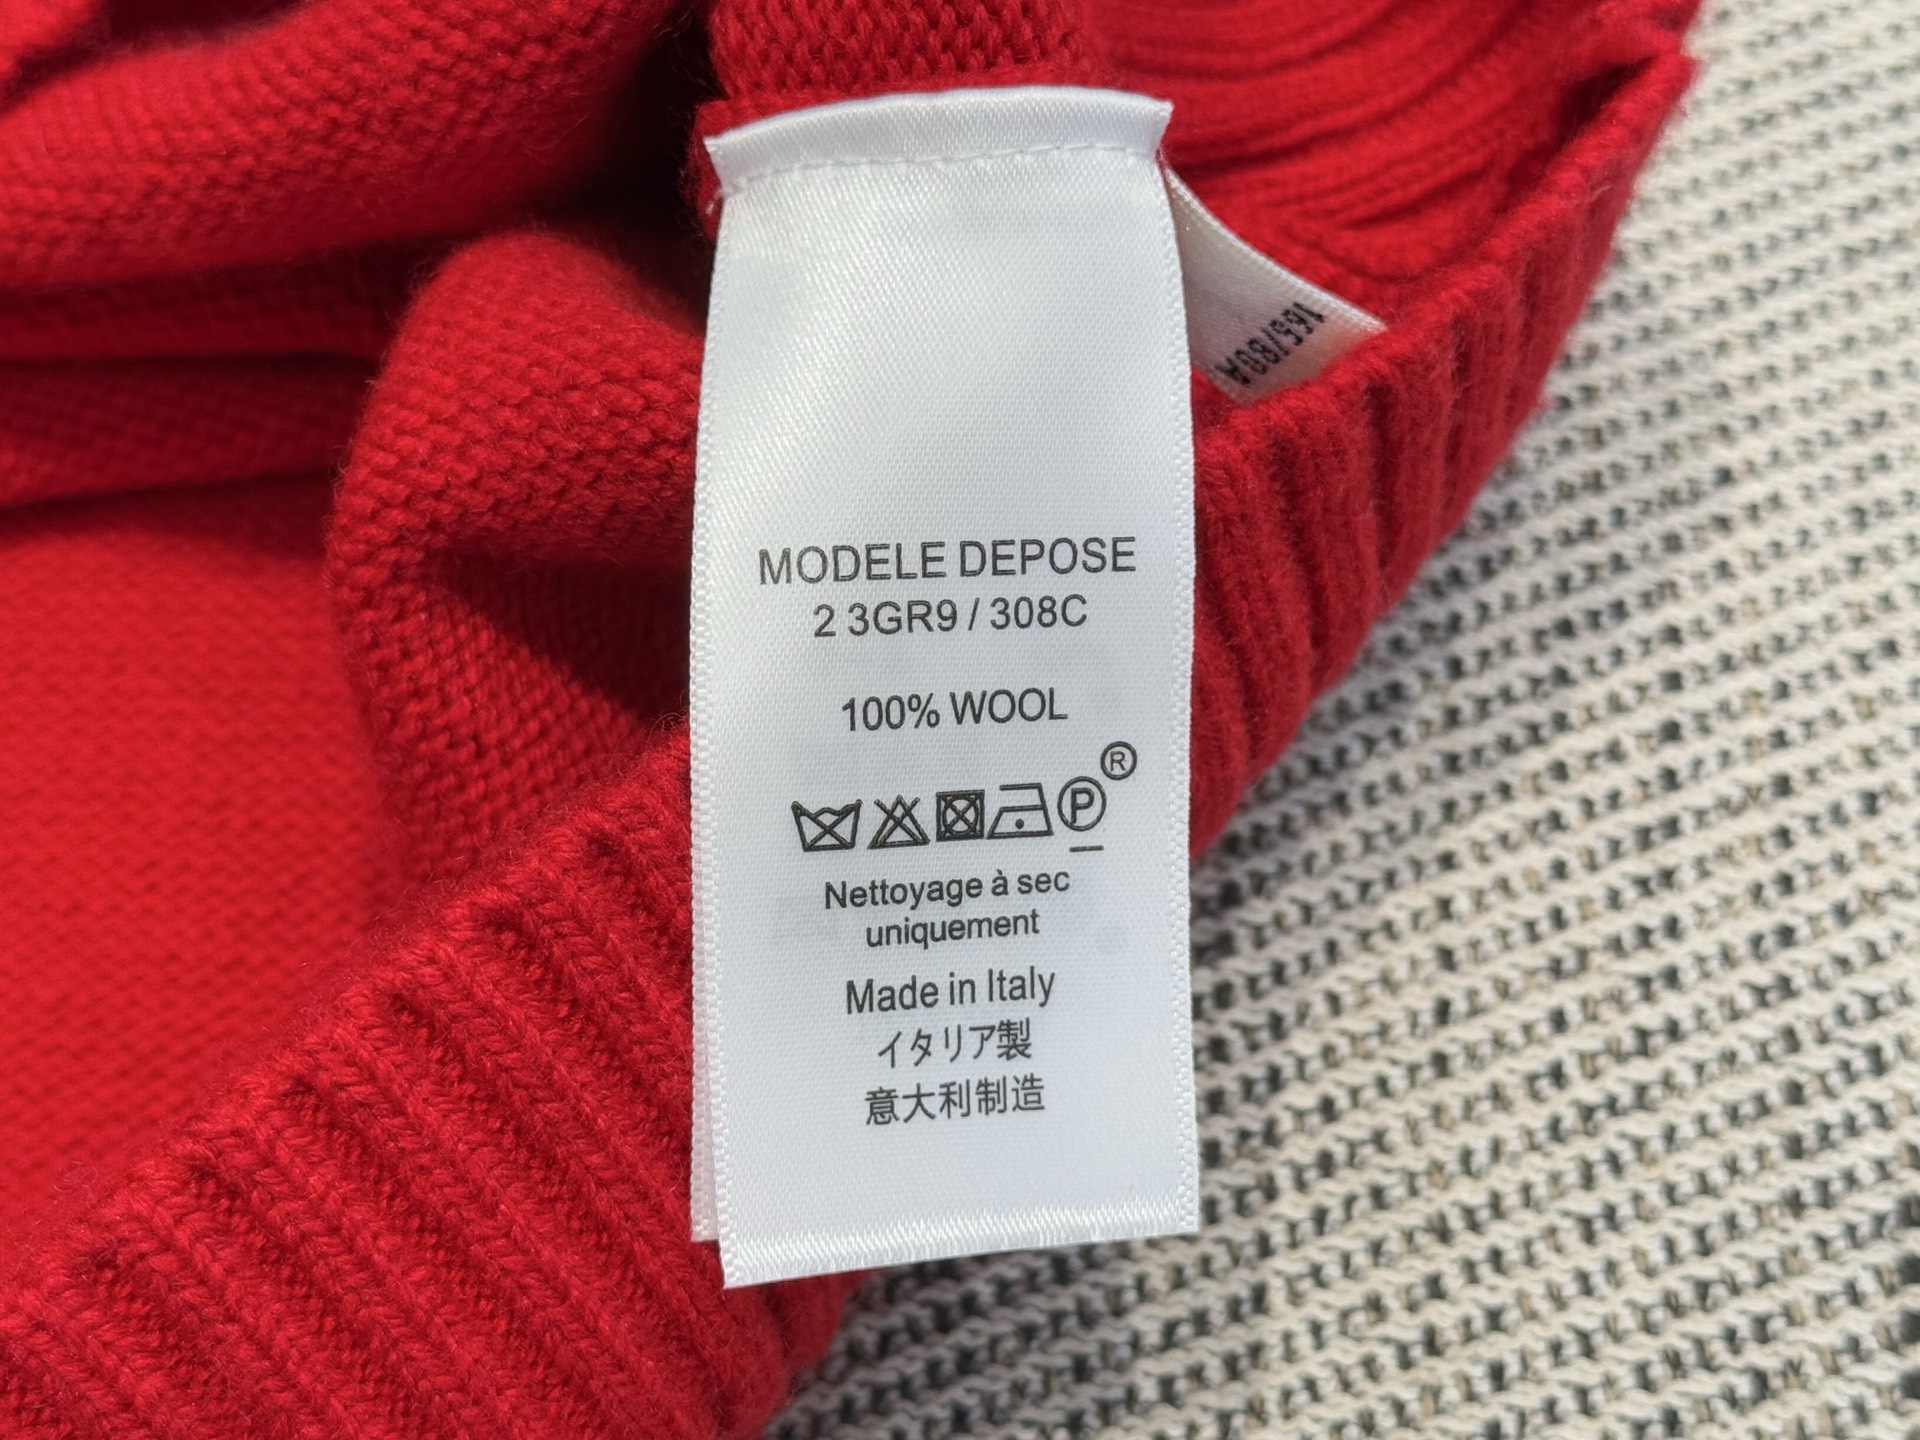 165/80A
MODELE DEPOSE
2 3GR9 / 308C
100% WOOL
P
®
Nettoyage à sec
uniquement
Made in Italy
イタリア製
意大利制造